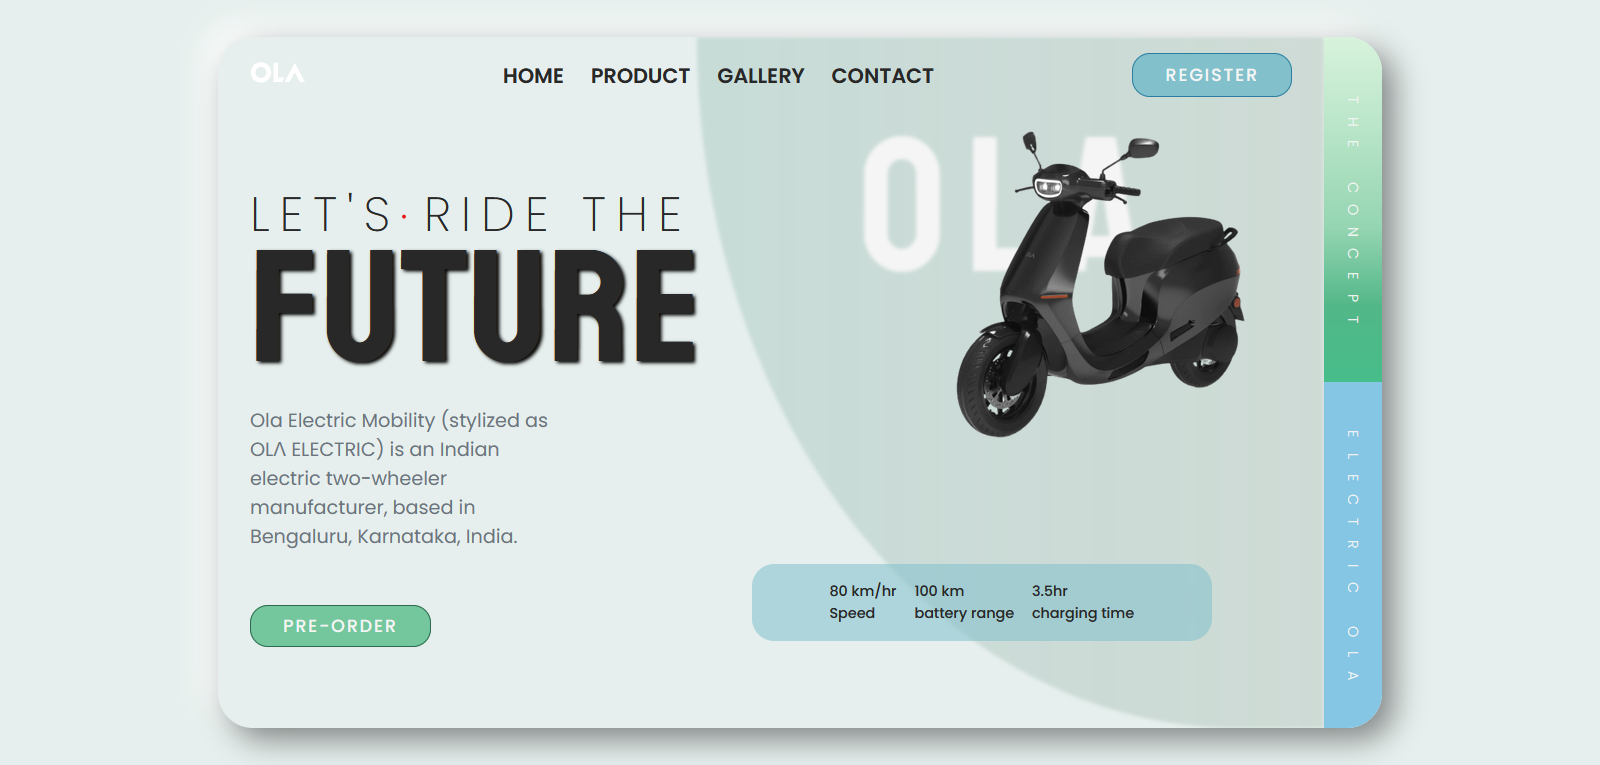 OLΛ
HOME PRODUCT GALLERY CONTACT
REGISTER
LET'S·RIDE THE
FUTURE
Ola Electric Mobility (stylized as
OLΛ ELECTRIC) is an Indian
electric two-wheeler
manufacturer, based in
Bengaluru, Karnataka, India.
PRE-ORDER
OLA
80 km/hr 100 km 3.5hr
Speed battery range charging time
THE CONCEPT
ELECTRIC OLA